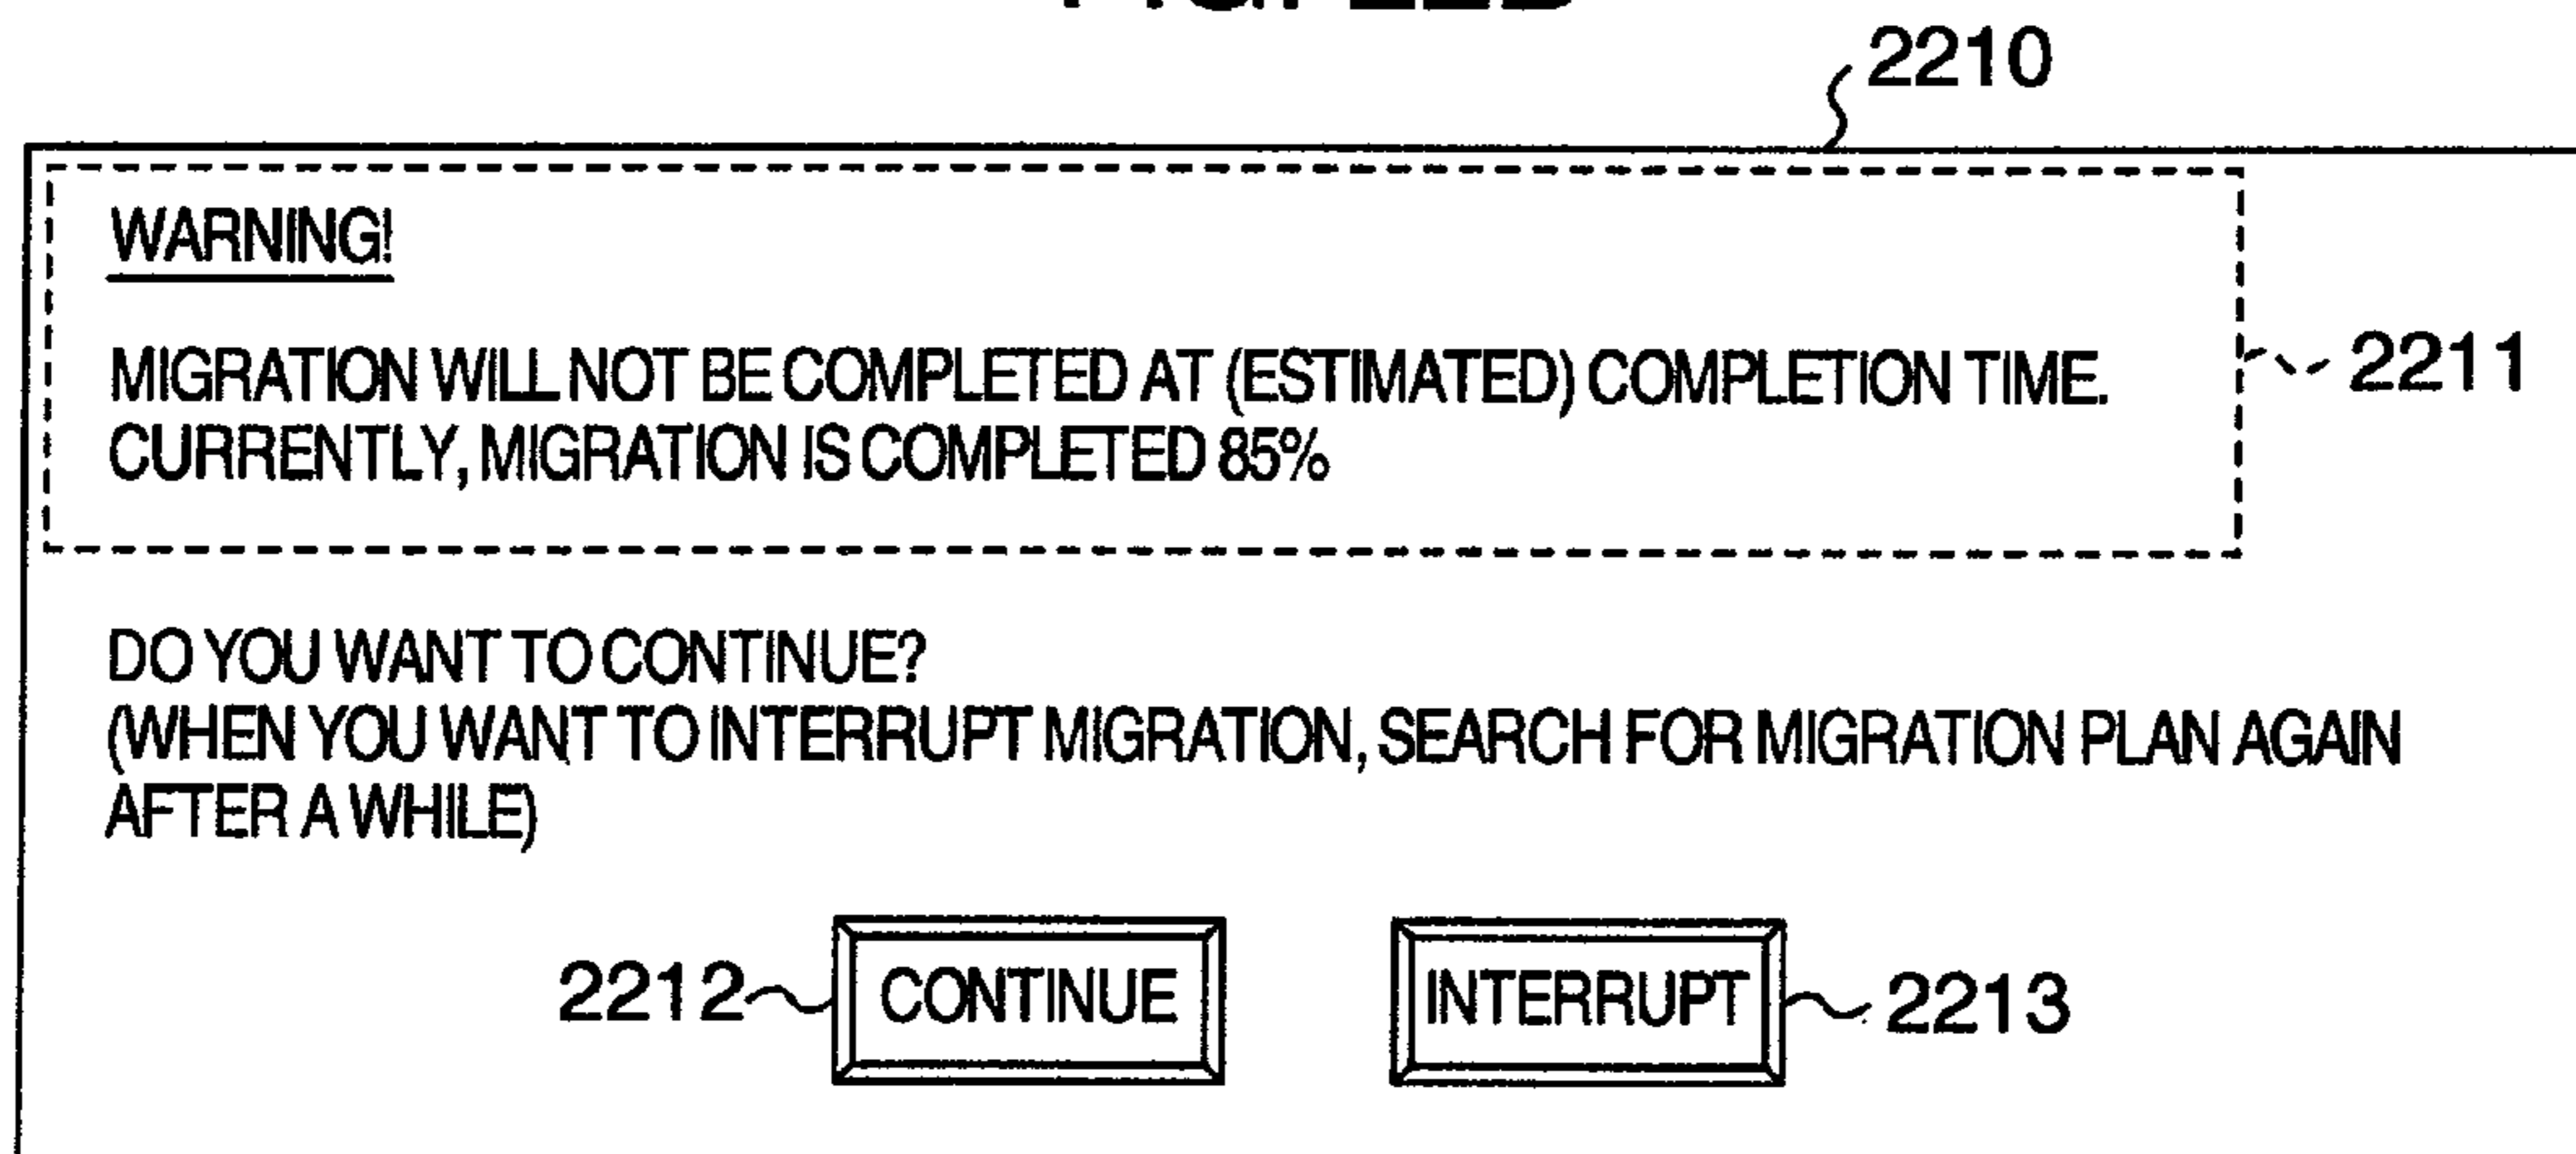 2210
WARNING!
MIGRATION WILL NOT BE COMPLETED AT (ESTIMATED) COMPLETION TIME.
2211
CURRENTLY, MIGRATION IS COMPLETED 85%
DO YOU WANT TO CONTINUE?
(WHEN YOU WANT TO INTERRUPT MIGRATION, SEARCH FOR MIGRATION PLAN AGAIN
AFTER A WHILE)
2212 CONTINUE INTERRUPT 2213